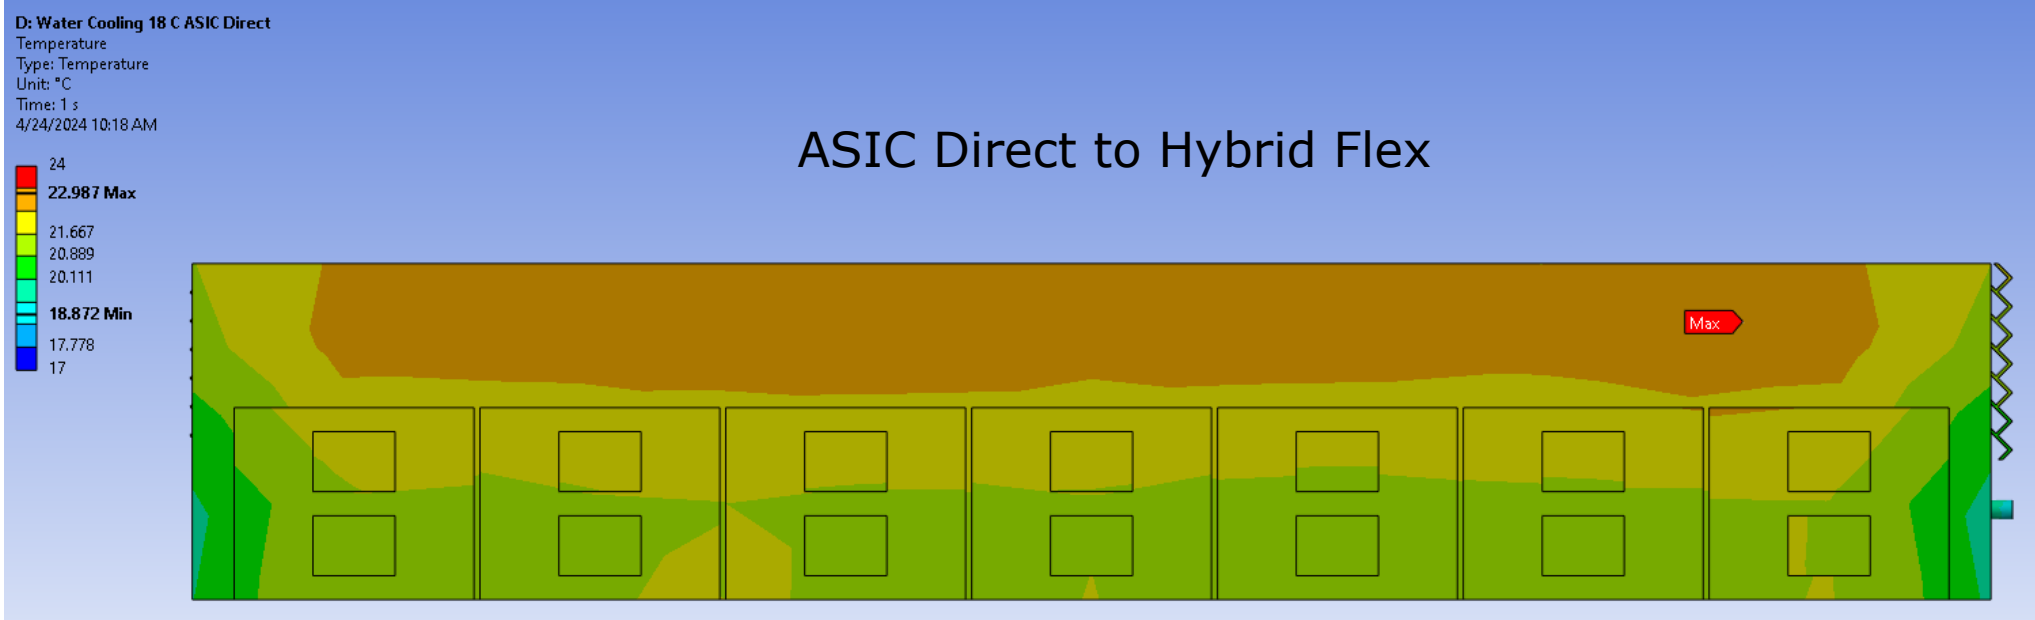 D: Water Cooling 18 C ASIC Direct
Temperature
Type: Temperature
Unit: °C
Time: 1 s
4/24/2024 10:18 AM
ASIC Direct to Hybrid Flex
24
22.987 Max
21.667
20.889
20.111
18.872 Min
17.778
17
Max